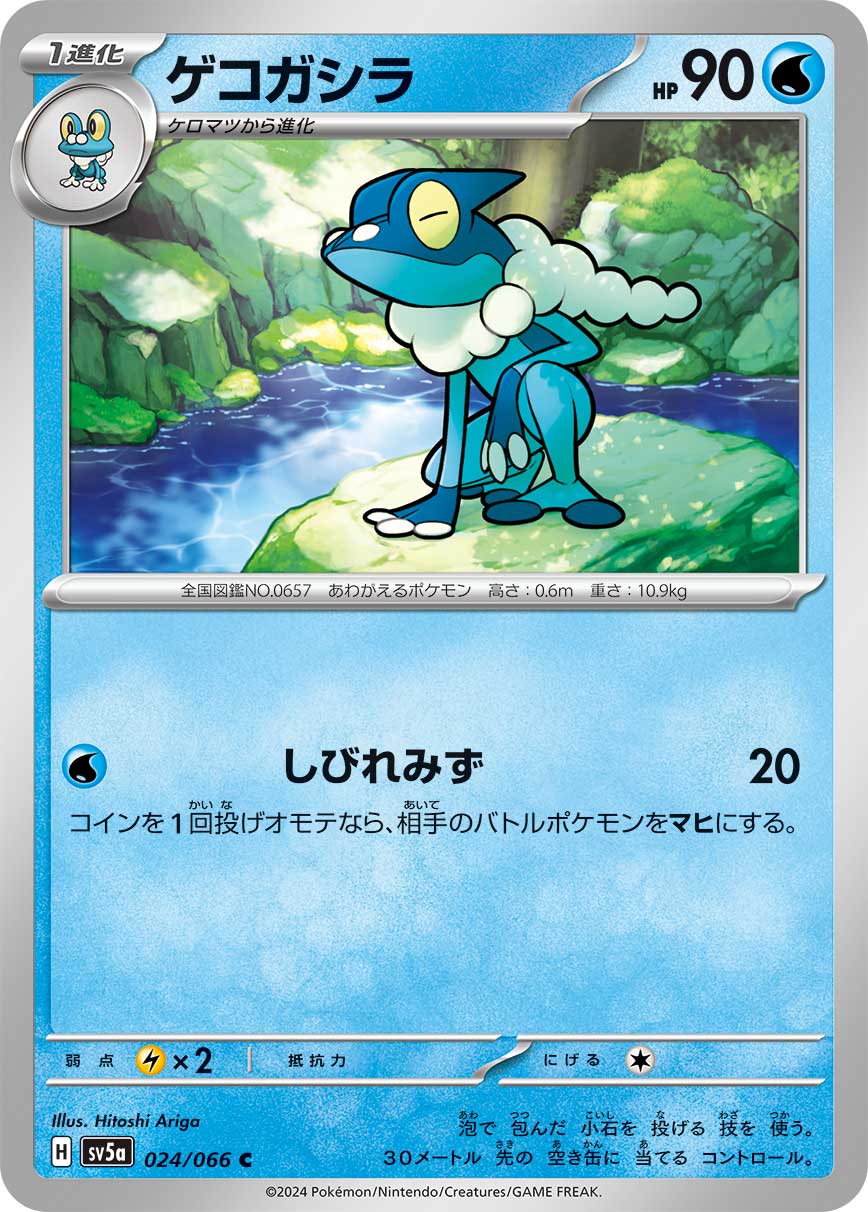 1進化
ゲコガシラ
HP 90
ケロマツから進化
全国図鑑NO.0657 あわがえるポケモン 高さ:0.6m 重さ:10.9kg
しびれみず 20
コインを1回投げオモテなら、相手のバトルポケモンをマヒにする。
弱点 ×2 抵抗力 にげる
Illus. Hitoshi Ariga
泡で 包んだ 小石を 投げる 技を 使う。
30メートル 先の 空き缶に 当てる コントロール。
H sv5a 024/066 C
©2024 Pokémon/Nintendo/Creatures/GAME FREAK.